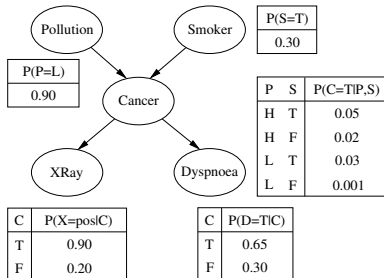 Pollution
Smoker
P(S=T)
0.30
P(P=L)
0.90
Cancer
P S P(C=T|P,S)
H T 0.05
H F 0.02
L T 0.03
L F 0.001
XRay
Dyspnoea
C P(X=pos|C)
T 0.90
F 0.20
C P(D=T|C)
T 0.65
F 0.30